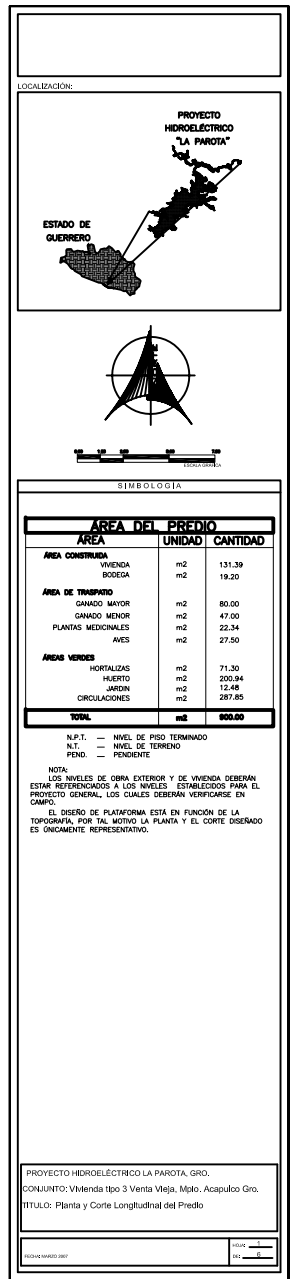 LOCALIZACIÓN:
PROYECTO
HIDROELÉCTRICO
"LA PAROTA"
ESTADO DE
GUERRERO
ESCALA GRAFICA
SIMBOLOGÍA
ÁREA DEL PREDIO
ÁREA UNIDAD CANTIDAD
ÁREA CONSTRUIDA
VIVIENDA m2 131.39
BODEGA m2 19.20
ÁREA DE TRASPATIO
GANADO MAYOR m2 80.00
GANADO MENOR m2 47.00
PLANTAS MEDICINALES m2 22.34
AVES m2 27.50
ÁREAS VERDES
HORTALIZAS m2 71.30
HUERTO m2 200.94
JARDIN m2 12.48
CIRCULACIONES m2 287.85
TOTAL m2 900.00
N.P.T. — NIVEL DE PISO TERMINADO
N.T. — NIVEL DE TERRENO
PEND. — PENDIENTE
NOTA:
LOS NIVELES DE OBRA EXTERIOR Y DE VIVIENDA DEBERÁN
ESTAR REFERENCIADOS A LOS NIVELES ESTABLECIDOS PARA EL
PROYECTO GENERAL, LOS CUALES DEBERÁN VERIFICARSE EN
CAMPO.
EL DISEÑO DE PLATAFORMA ESTÁ EN FUNCIÓN DE LA
TOPOGRAFÍA, POR TAL MOTIVO LA PLANTA Y EL CORTE DISEÑADO
ES ÚNICAMENTE REPRESENTATIVO.
PROYECTO HIDROELÉCTRICO LA PAROTA, GRO.
CONJUNTO: Vivienda tipo 3 Venta Vieja, Mpio. Acapulco Gro.
TÍTULO: Planta y Corte Longitudinal del Predio
FECHA: MARZO 2007
HOJA: 1
DE: 6